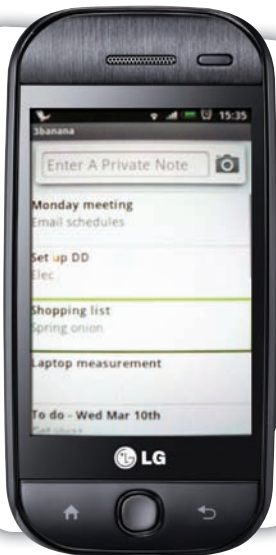 15:35
3banana
Enter A Private Note
Monday meeting
Email schedules
Set up DD
Elec
Shopping list
Spring onion
Laptop measurement
To do - Wed Mar 10th
LG